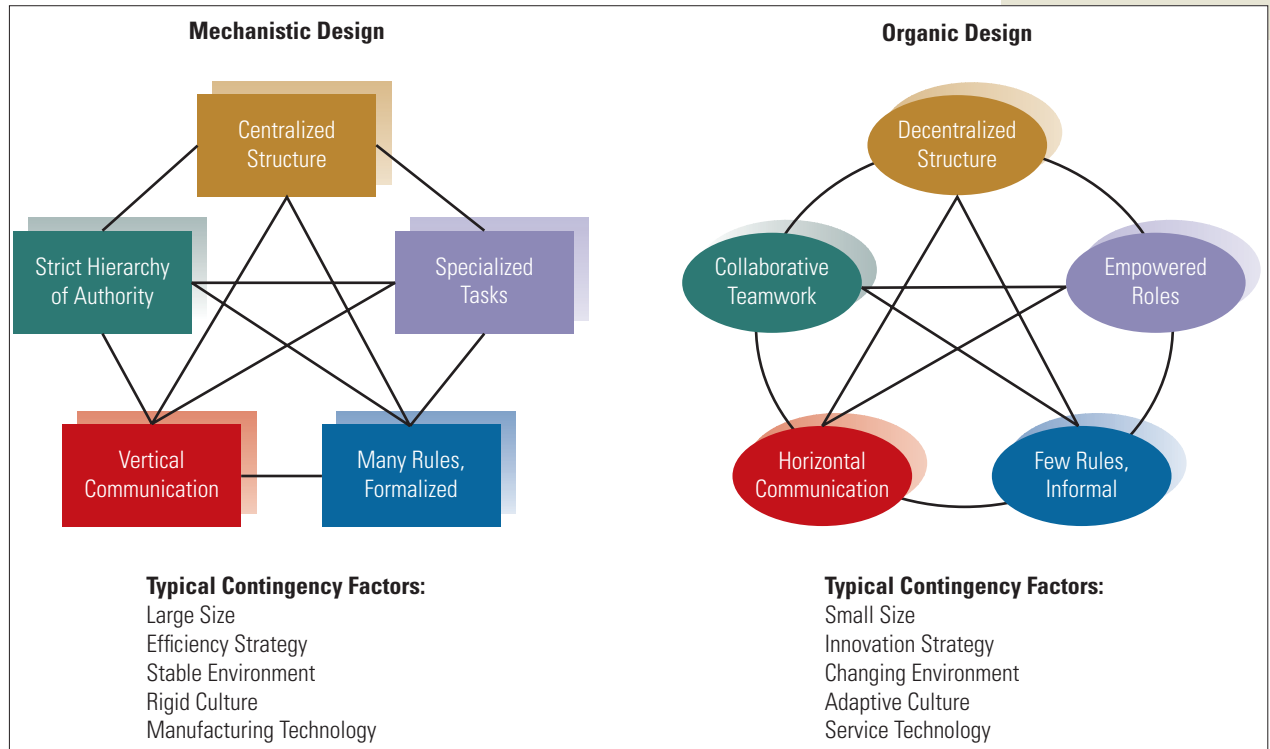 Mechanistic Design
Centralized
Structure
Strict Hierarchy
of Authority
Specialized
Tasks
Vertical
Communication
Many Rules,
Formalized
Typical Contingency Factors:
Large Size
Efficiency Strategy
Stable Environment
Rigid Culture
Manufacturing Technology
Organic Design
Decentralized
Structure
Collaborative
Teamwork
Empowered
Roles
Horizontal
Communication
Few Rules,
Informal
Typical Contingency Factors:
Small Size
Innovation Strategy
Changing Environment
Adaptive Culture
Service Technology